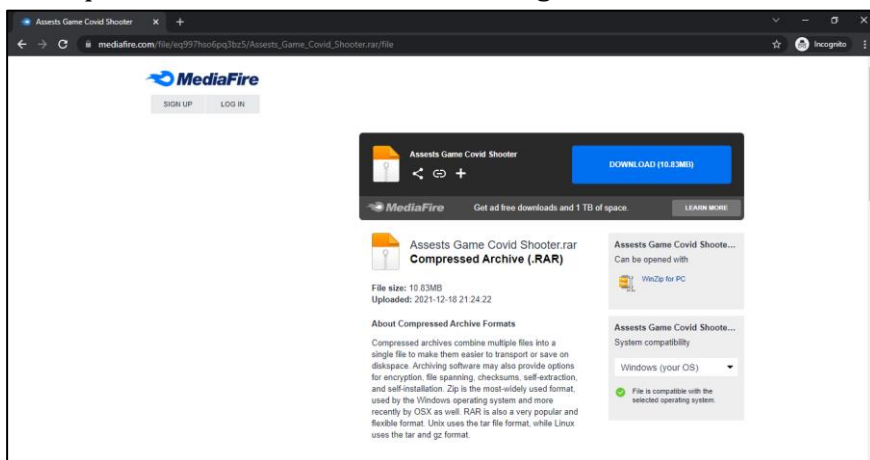 Assests Game Covid Shooter
mediafire.com/file/eq997hso6pq3bz5/Assests_Game_Covid_Shooter.rar/file
Incognito
MediaFire
SIGN UP LOG IN
Assests Game Covid Shooter
DOWNLOAD (10.83MB)
MediaFire Get ad free downloads and 1 TB of space. LEARN MORE
Assests Game Covid Shooter.rar
Compressed Archive (.RAR)
File size: 10.83MB
Uploaded: 2021-12-18 21:24:22
About Compressed Archive Formats
Compressed archives combine multiple files into a
single file to make them easier to transport or save on
diskspace. Archiving software may also provide options
for encryption, file spanning, checksums, self-extraction,
and self-installation. Zip is the most-widely used format,
used by the Windows operating system and more
recently by OSX as well. RAR is also a very popular and
flexible format. Unix uses the tar file format, while Linux
uses the tar and gz format.
Assests Game Covid Shoote...
Can be opened with
WinZip for PC
Assests Game Covid Shoote...
System compatibility
Windows (your OS)
File is compatible with the
selected operating system.